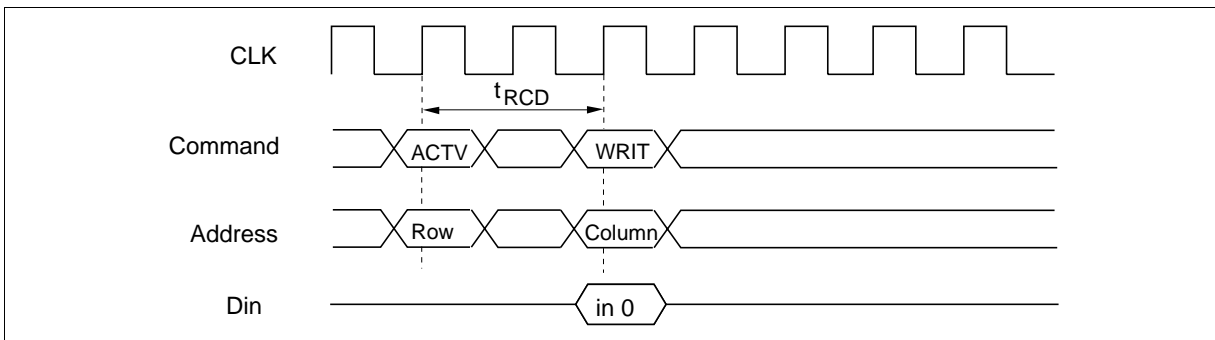 CLK
tRCD
Command ACTV WRIT
Address Row Column
Din in 0